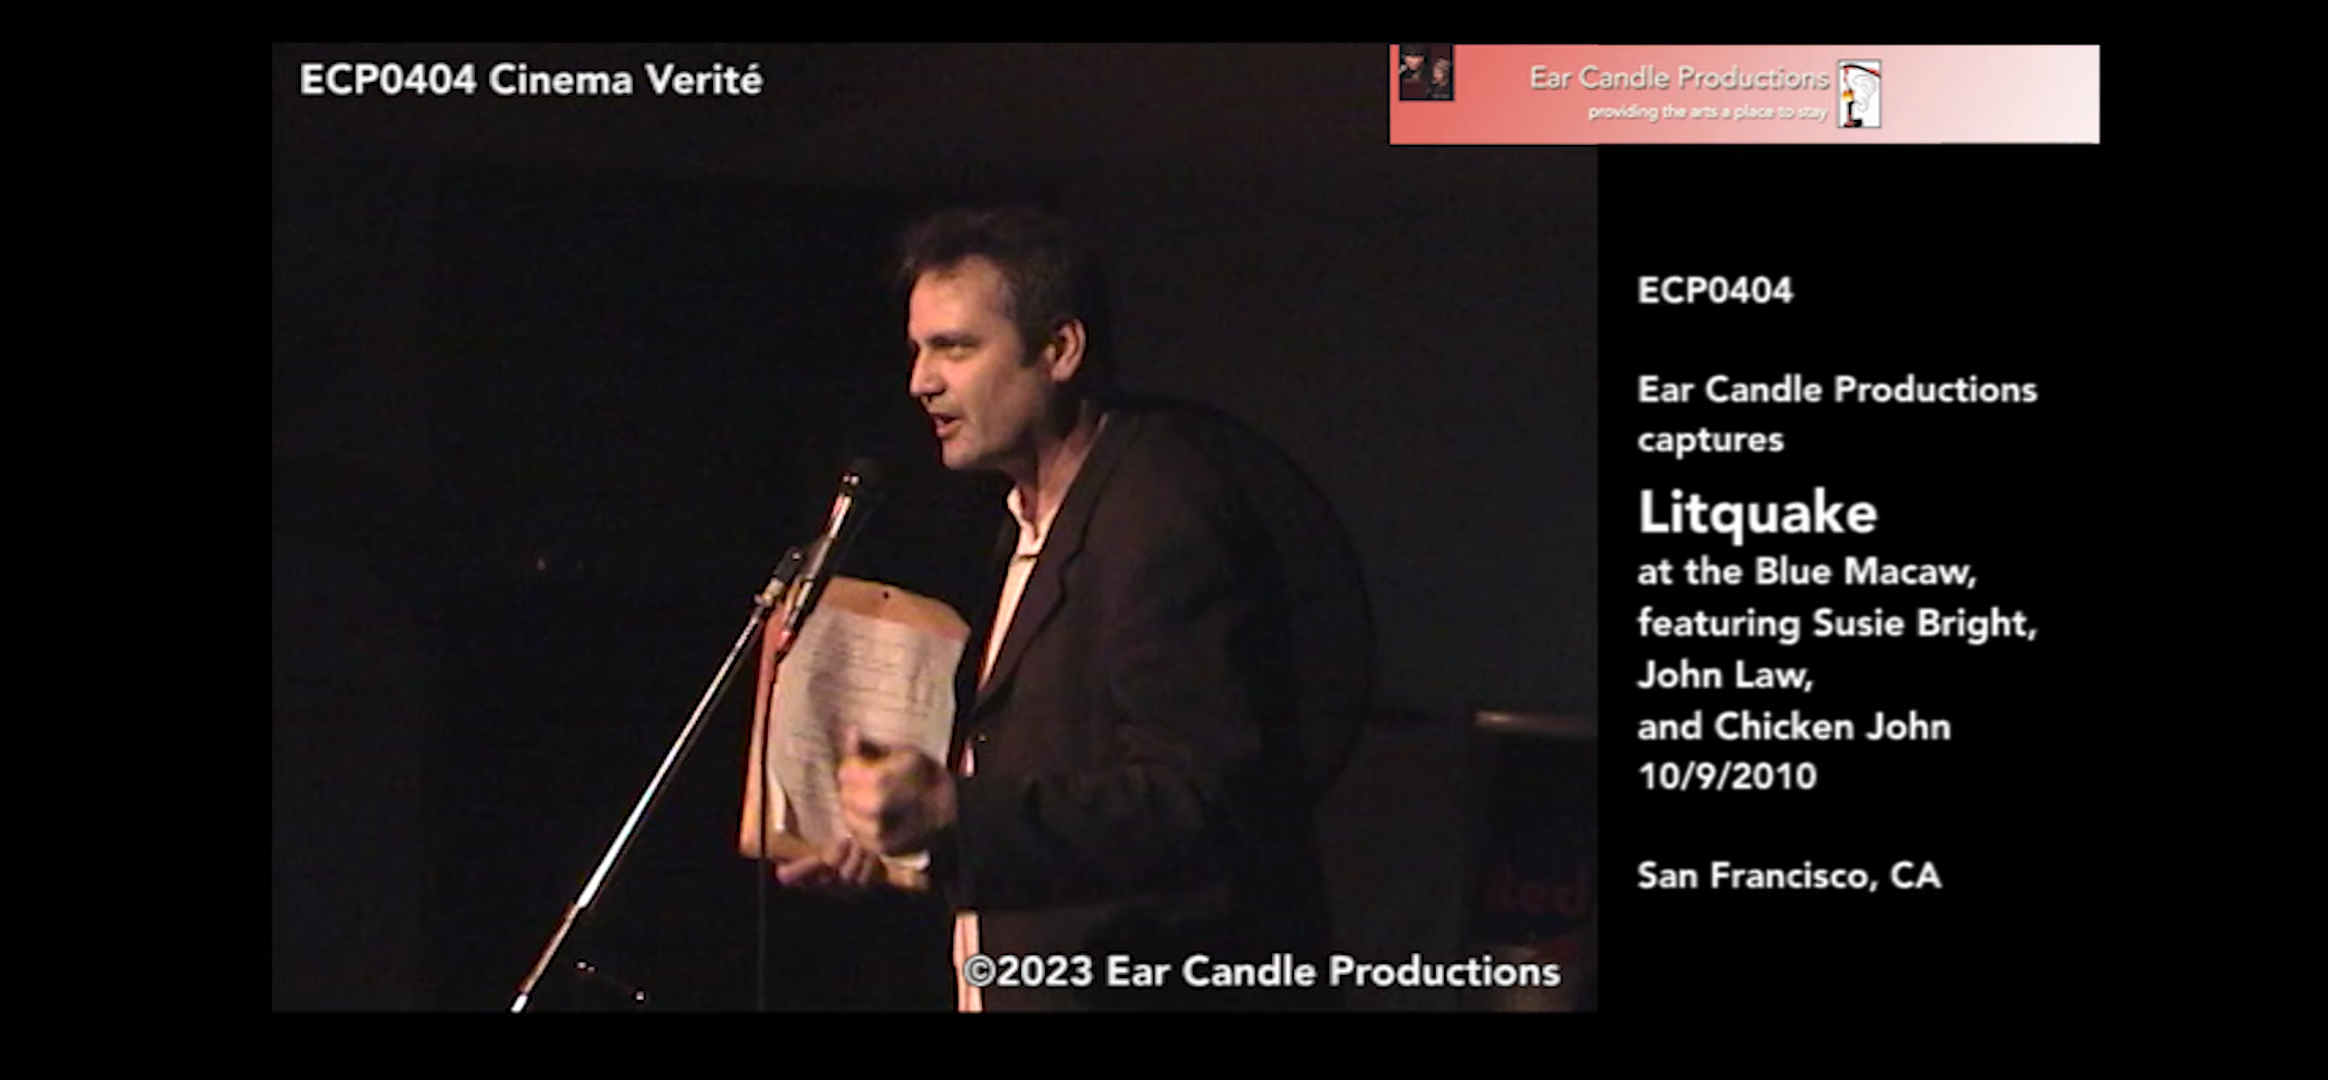 ECP0404 Cinema Verité
Ear Candle Productions
providing the arts a place to stay
ECP0404
Ear Candle Productions
captures
Litquake
at the Blue Macaw,
featuring Susie Bright,
John Law,
and Chicken John
10/9/2010
San Francisco, CA
©2023 Ear Candle Productions